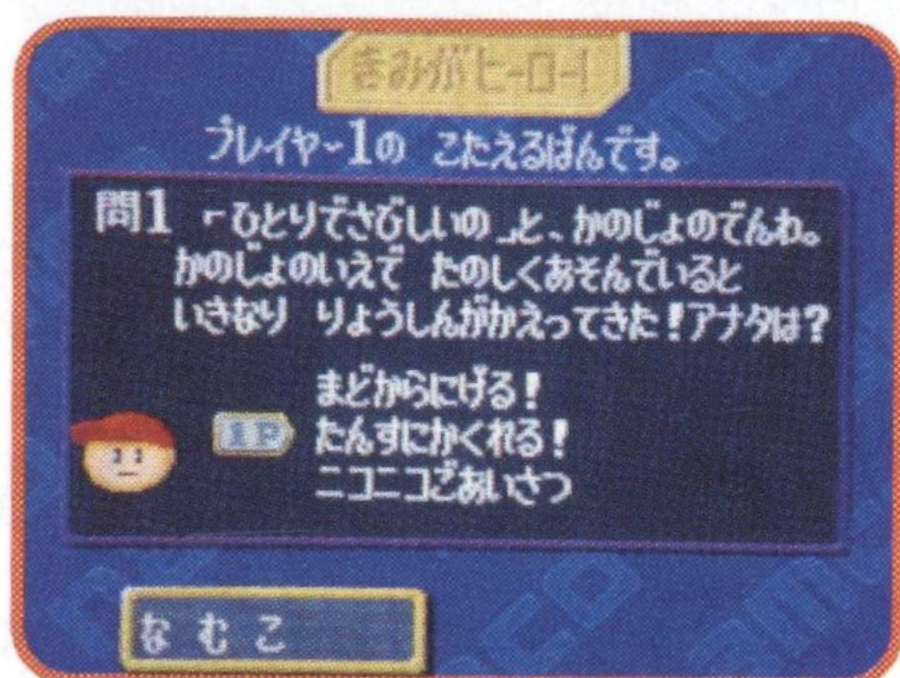 きみがヒーロー!
プレイヤー1の こたえるばんです。
問1 「ひとりでさびしいの」と、かのじょのでんわ。
かのじょのいえで たのしくあそんでいると
いきなり りょうしんがかえってきた!アナタは?
まどからにげる!
1P たんすにかくれる!
ニコニコごあいさつ
なむこ